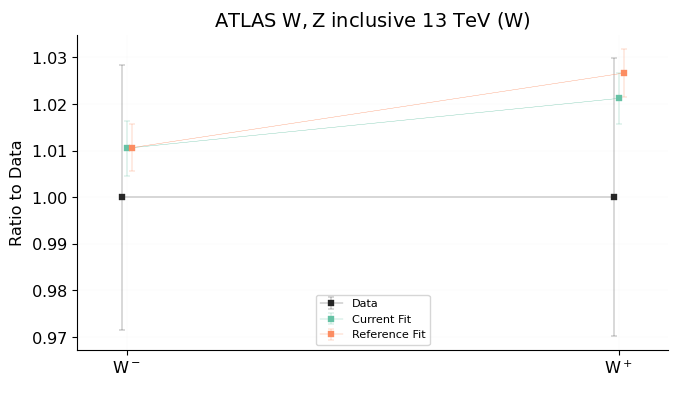 ATLAS W, Z inclusive 13 TeV (W)
Ratio to Data
1.03
1.02
1.01
1.00
0.99
0.98
0.97
Data
Current Fit
Reference Fit
W⁻
W⁺